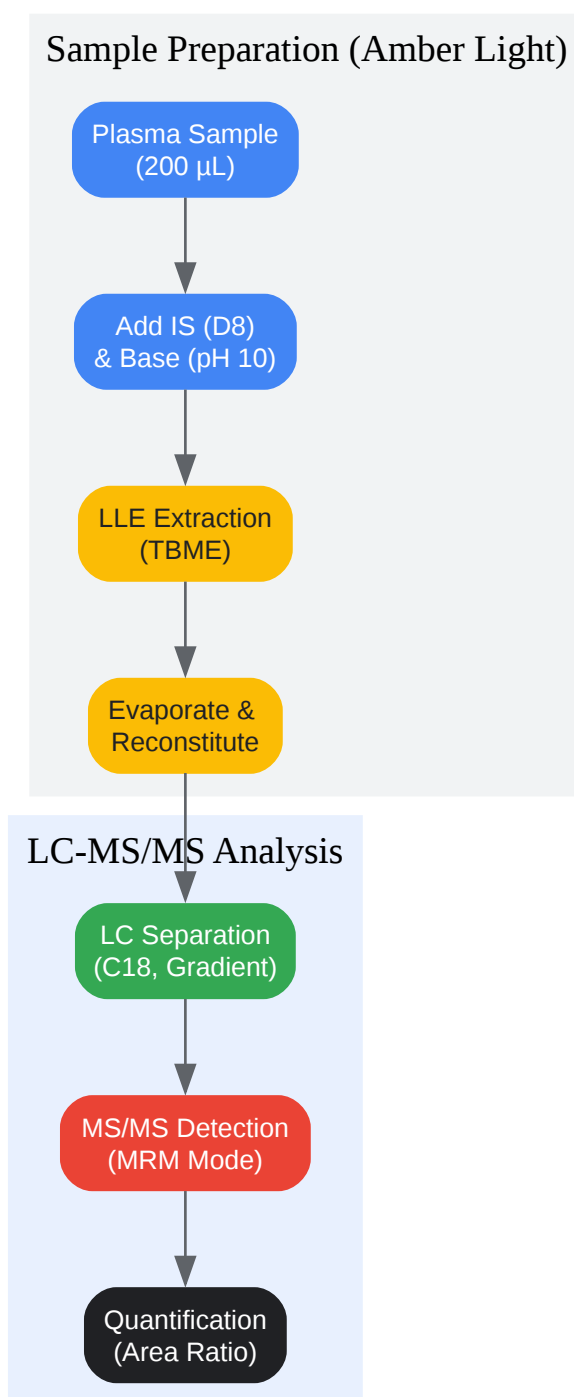 Sample Preparation (Amber Light)
Plasma Sample
(200 µL)
Add IS (D8)
& Base (pH 10)
LLE Extraction
(TBME)
Evaporate &
Reconstitute
LC-MS/MS Analysis
LC Separation
(C18, Gradient)
MS/MS Detection
(MRM Mode)
Quantification
(Area Ratio)